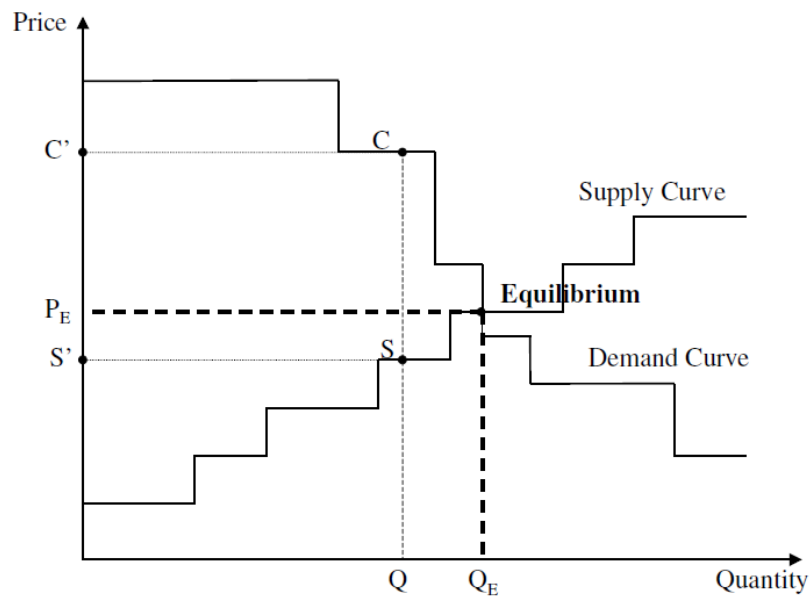 Price
C’
C
Supply Curve
Equilibrium
P_E
S’
S
Demand Curve
Q
Q_E
Quantity